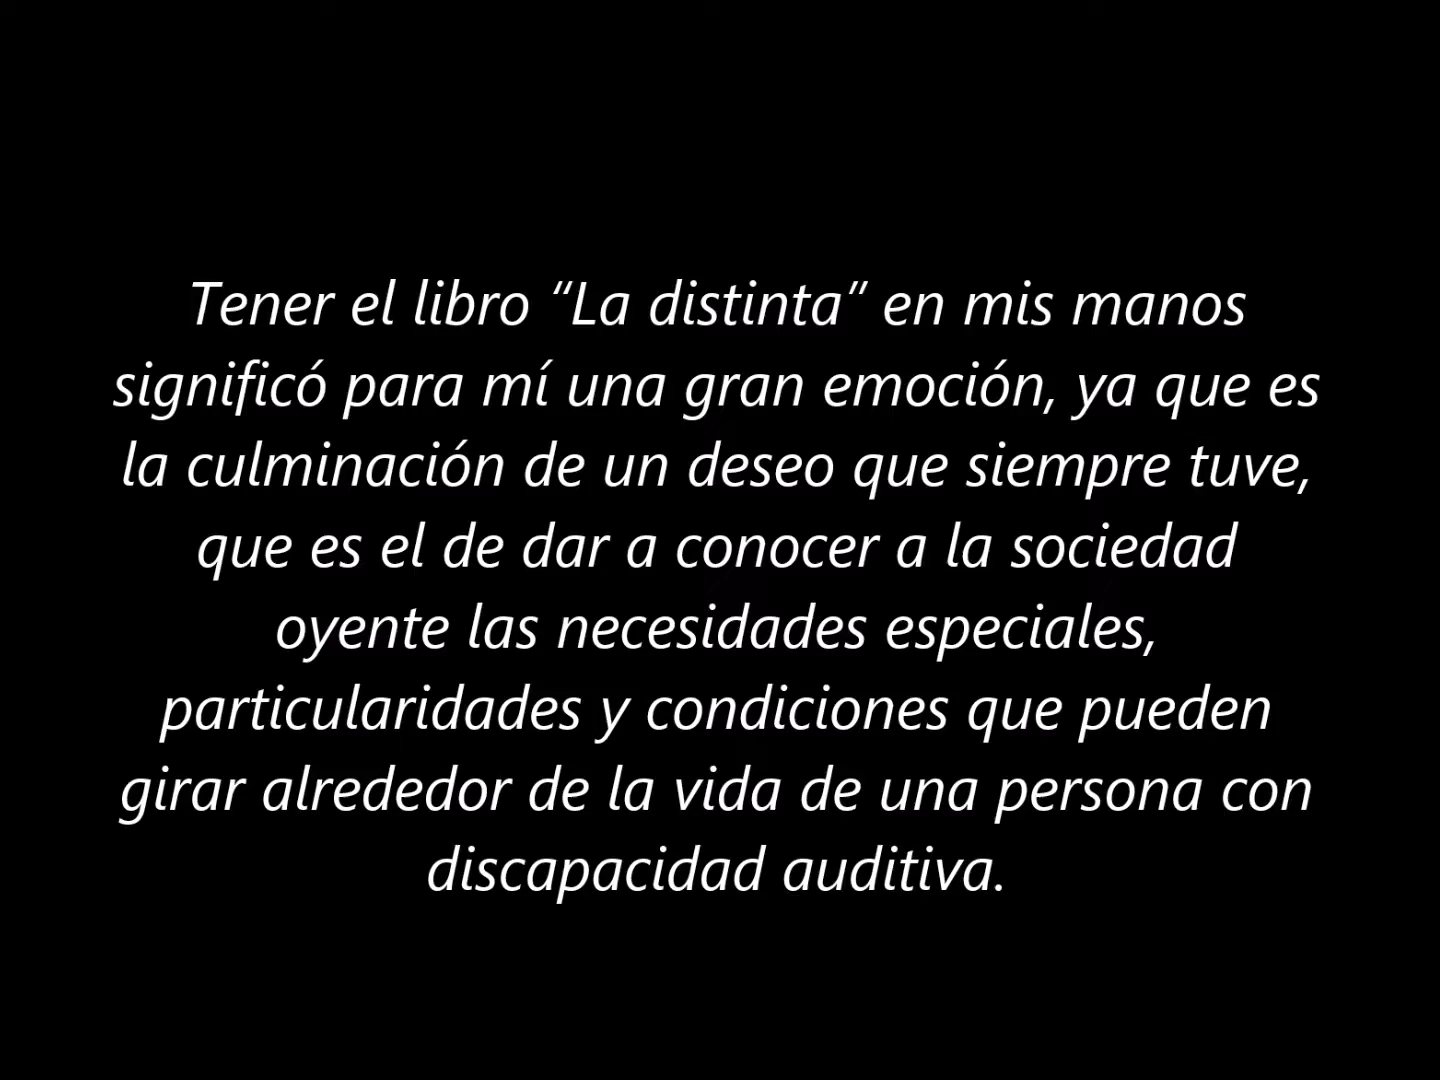 Tener el libro “La distinta” en mis manos
significó para mí una gran emoción, ya que es
la culminación de un deseo que siempre tuve,
que es el de dar a conocer a la sociedad
oyente las necesidades especiales,
particularidades y condiciones que pueden
girar alrededor de la vida de una persona con
discapacidad auditiva.